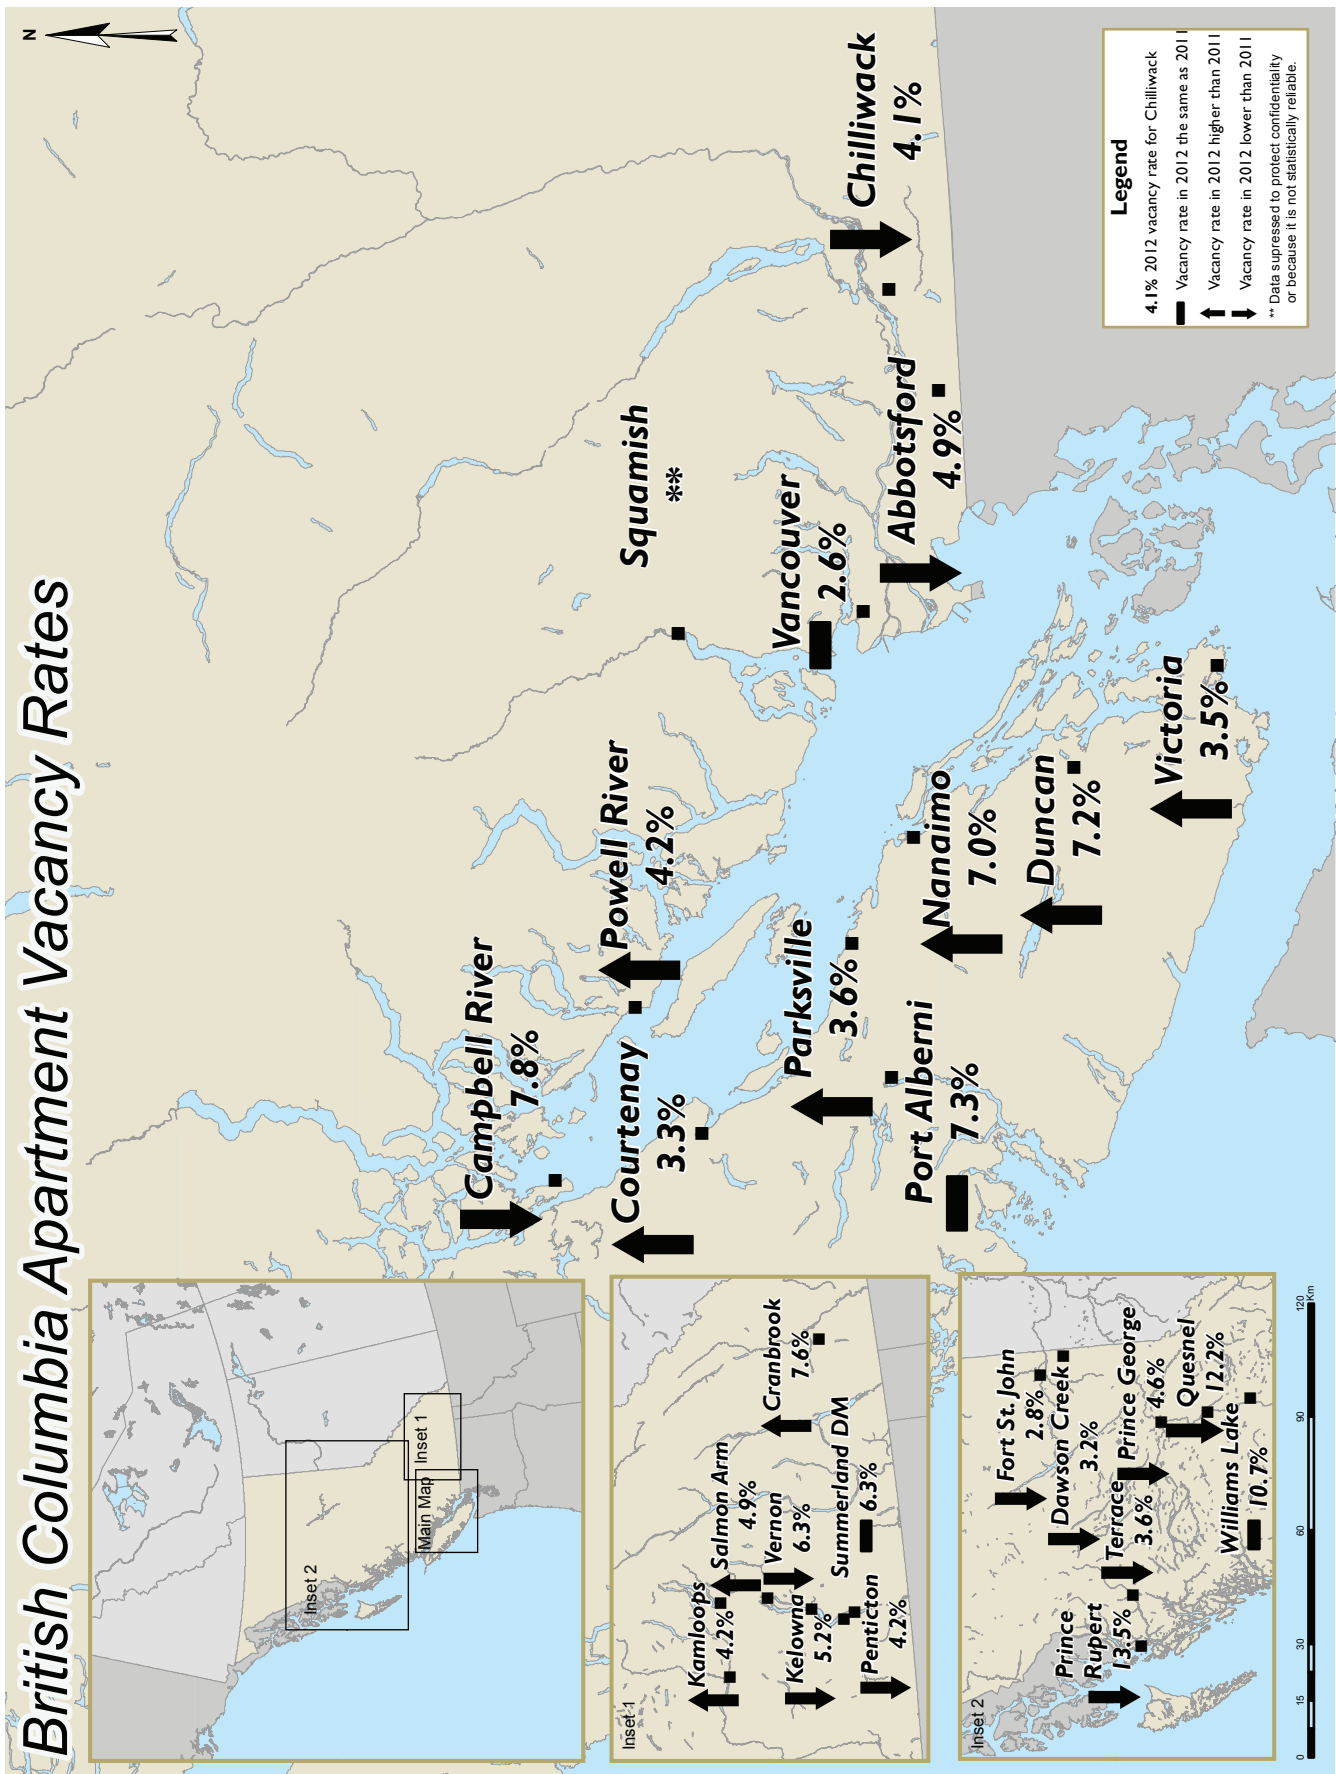 British Columbia Apartment Vacancy Rates
N
Campbell River
7.8%
Courtenay
3.3%
Powell River
4.2%
Squamish
**
Vancouver
2.6%
Abbotsford
4.9%
Chilliwack
4.1%
Parksville
3.6%
Port Alberni
7.3%
Nanaimo
7.0%
Duncan
7.2%
Victoria
3.5%
Inset 2
Main Map
Inset 1
Inset 1
Kamloops
4.2%
Salmon Arm
4.9%
Vernon
6.3%
Kelowna
5.2%
Summerland DM
6.3%
Penticton
4.2%
Cranbrook
7.6%
Inset 2
Fort St. John
2.8%
Dawson Creek
3.2%
Prince George
4.6%
Quesnel
12.2%
Terrace
3.6%
Prince
Rupert
13.5%
Williams Lake
10.7%
0 15 30 60 90 120
Km
Legend
4.1% 2012 vacancy rate for Chilliwack
Vacancy rate in 2012 the same as 2011
Vacancy rate in 2012 higher than 2011
Vacancy rate in 2012 lower than 2011
** Data supressed to protect confidentiality
or because it is not statistically reliable.